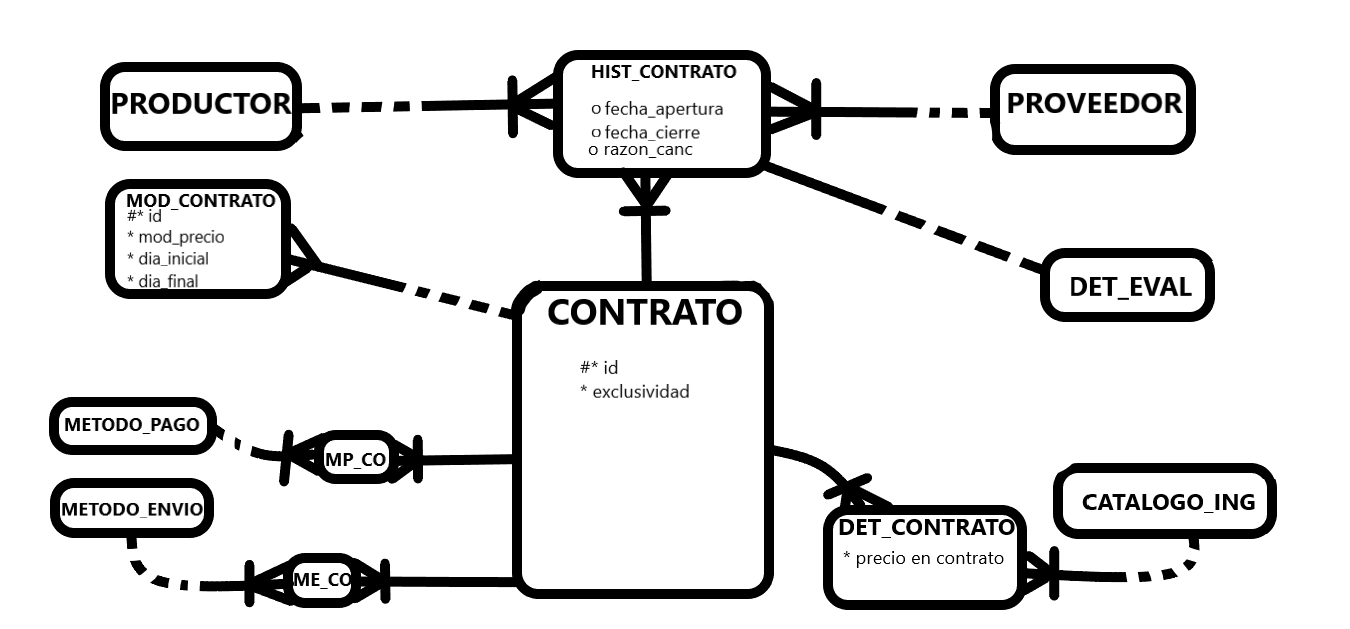 PRODUCTOR
HIST_CONTRATO
o fecha_apertura
o fecha_cierre
o razon_canc
PROVEEDOR
MOD_CONTRATO
#* id
* mod_precio
* dia_inicial
* dia_final
DET_EVAL
CONTRATO
#* id
* exclusividad
METODO_PAGO
MP_CO
METODO_ENVIO
ME_CO
DET_CONTRATO
* precio en contrato
CATALOGO_ING